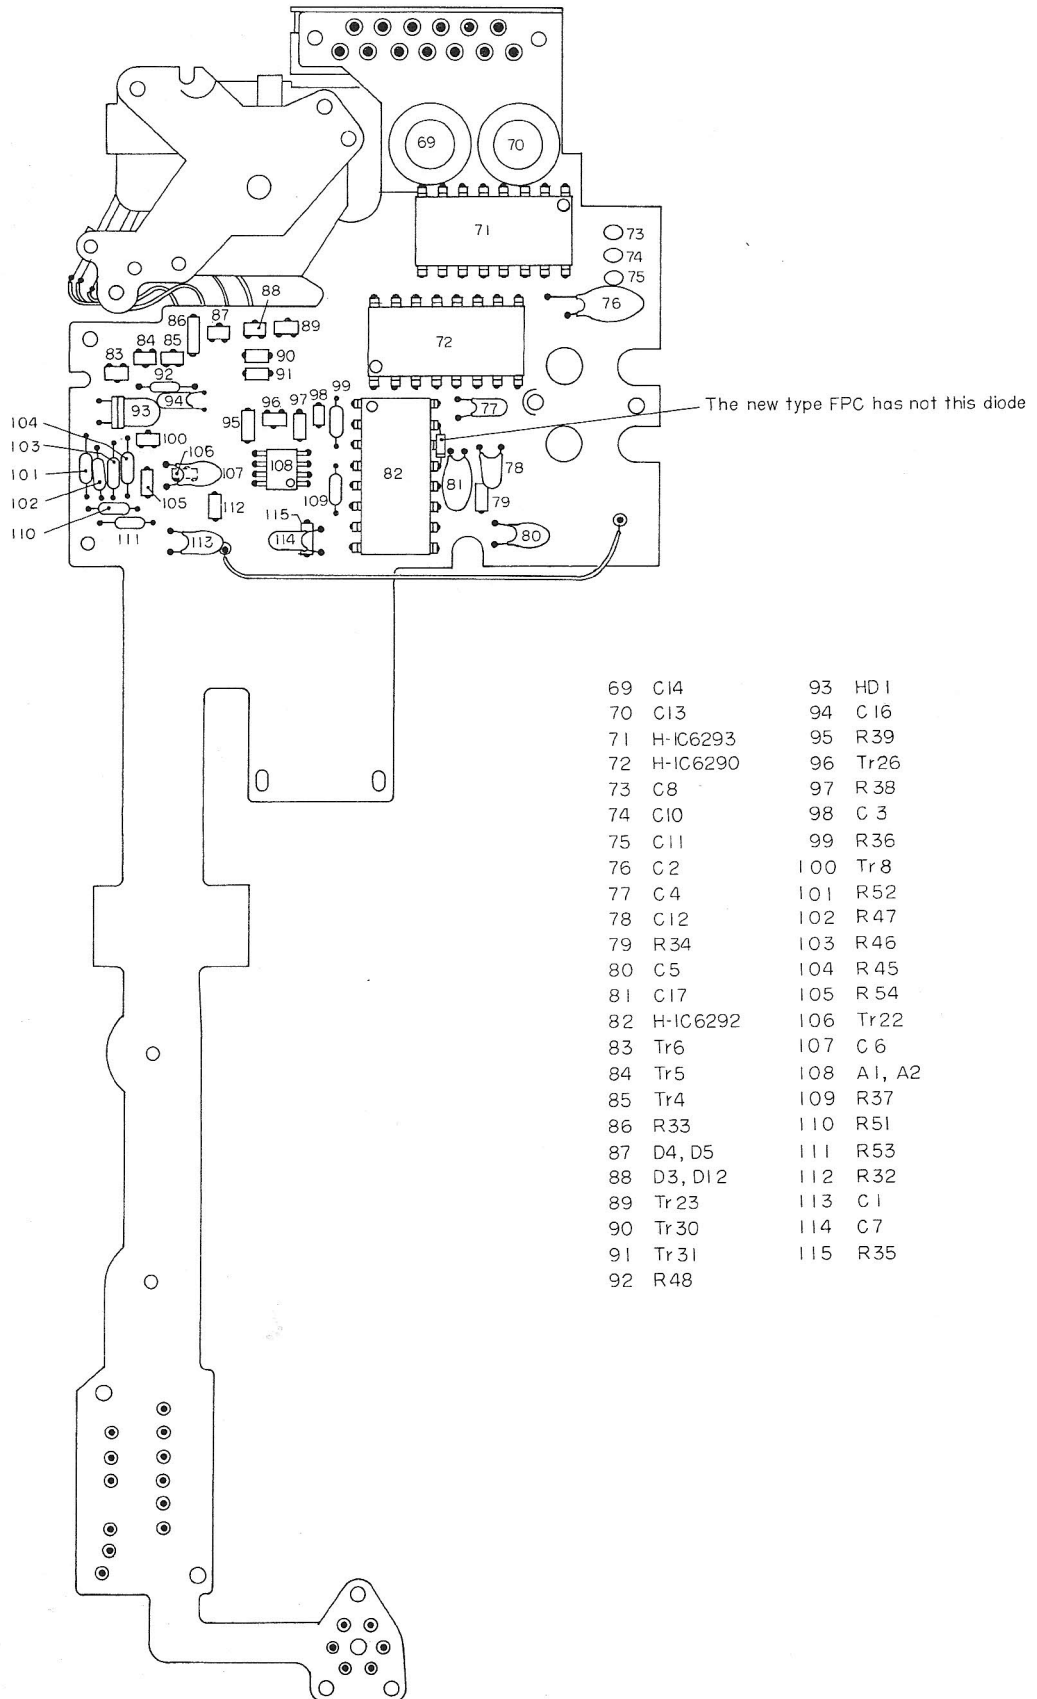 69
70
71
73
74
75
76
88
86
87
89
72
84
85
83
90
91
92
99
98
97
96
95
94
93
77
The new type FPC has not this diode
104
103
101
102
110
100
106
107
108
82
81
78
105
109
79
112
115
111
113
114
80
69 C14
70 C13
71 H-IC6293
72 H-IC6290
73 C8
74 C10
75 C11
76 C2
77 C4
78 C12
79 R34
80 C5
81 C17
82 H-IC6292
83 Tr6
84 Tr5
85 Tr4
86 R33
87 D4, D5
88 D3, D12
89 Tr23
90 Tr30
91 Tr31
92 R48
93 HD1
94 C16
95 R39
96 Tr26
97 R38
98 C3
99 R36
100 Tr8
101 R52
102 R47
103 R46
104 R45
105 R54
106 Tr22
107 C6
108 A1, A2
109 R37
110 R51
111 R53
112 R32
113 C1
114 C7
115 R35